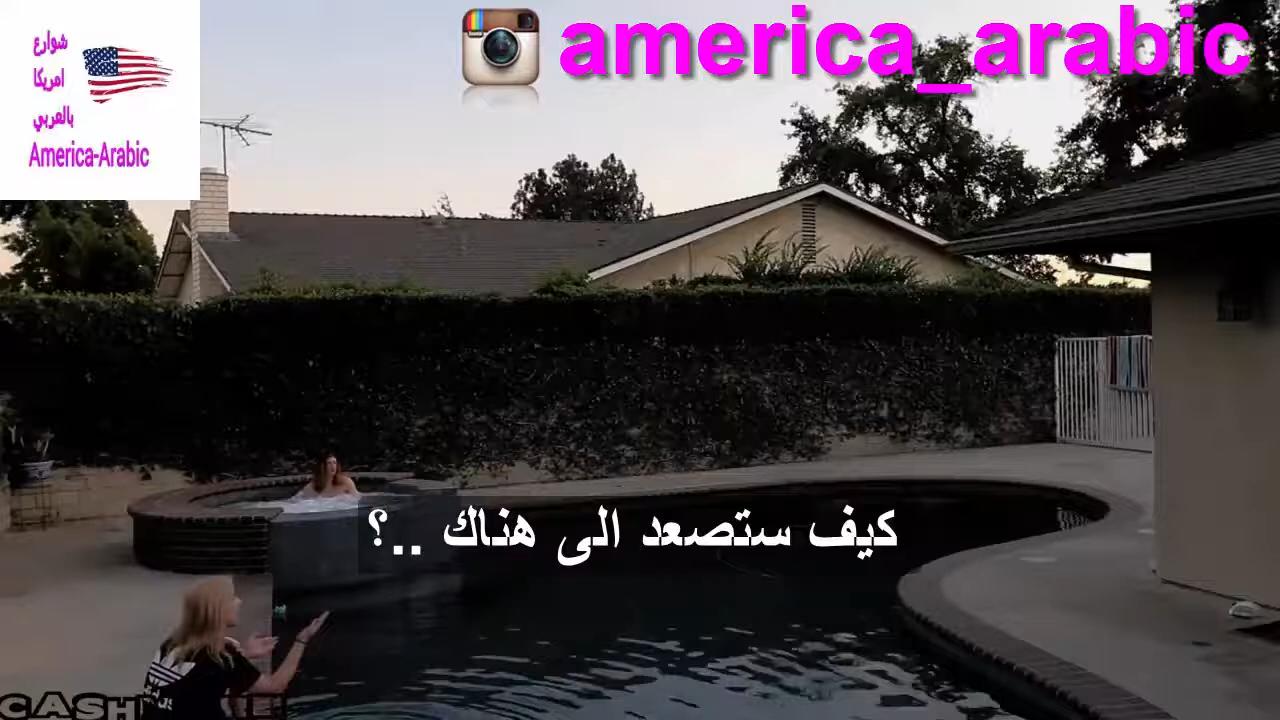 america_arabic
شوارع
امريكا
بالعربي
America-Arabic
كيف ستصعد الى هناك ..؟
CASH